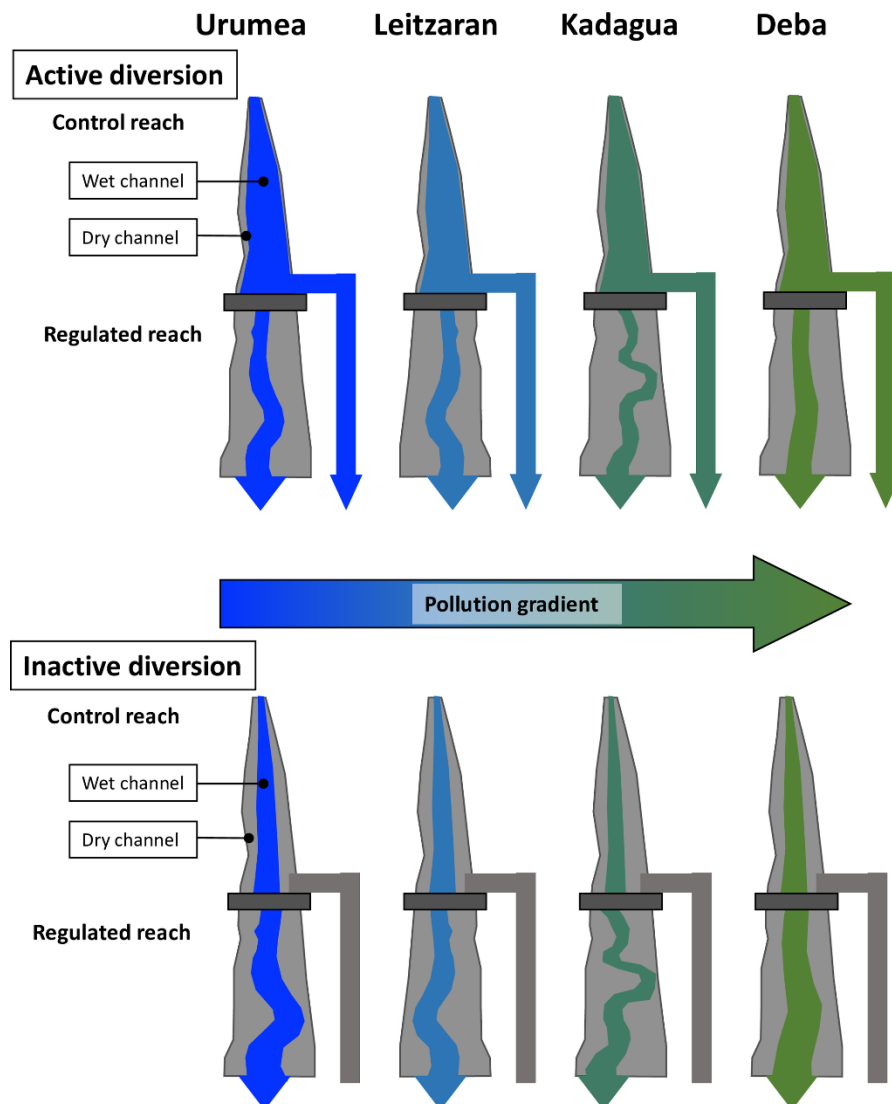 Urumea Leitzaran Kadagua Deba
Active diversion
Control reach
Wet channel
Dry channel
Regulated reach
Pollution gradient
Inactive diversion
Control reach
Wet channel
Dry channel
Regulated reach